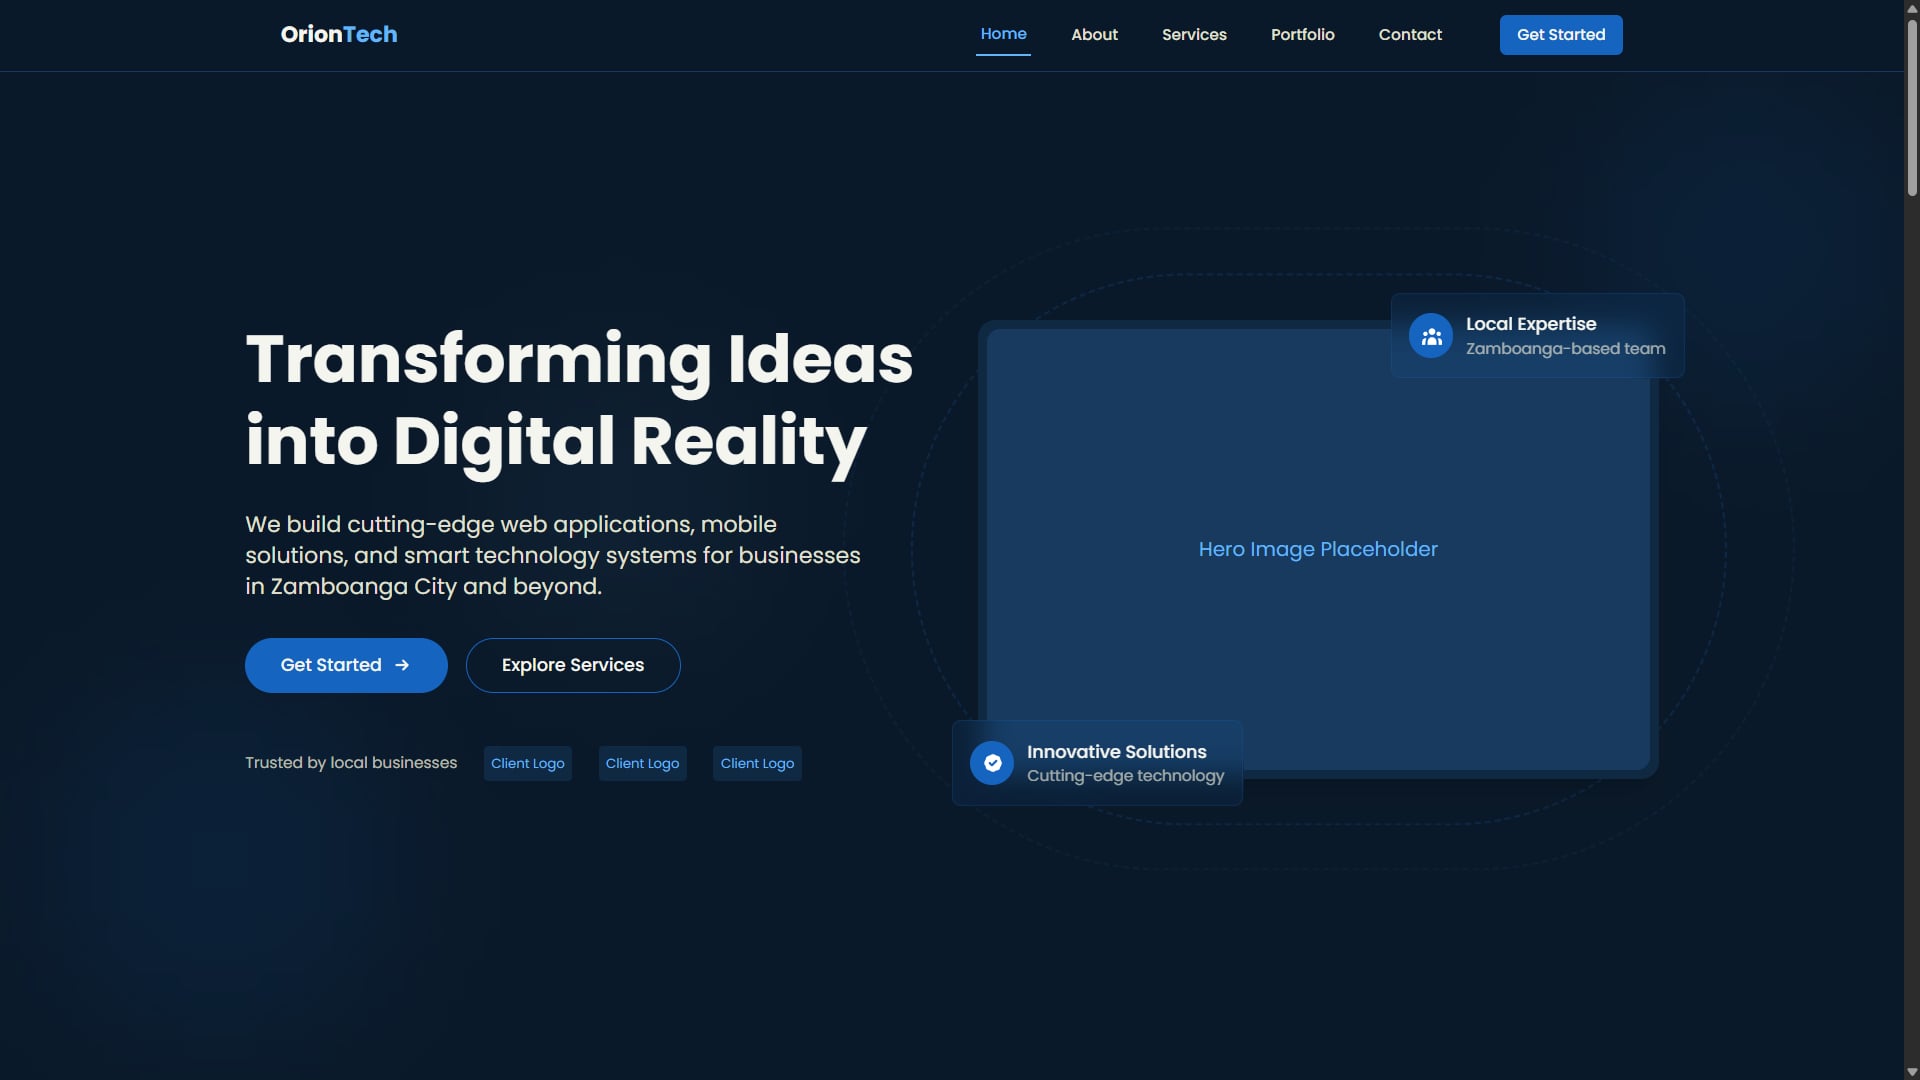 OrionTech
Home
About
Services
Portfolio
Contact
Get Started
Transforming Ideas
into Digital Reality
We build cutting-edge web applications, mobile
solutions, and smart technology systems for businesses
in Zamboanga City and beyond.
Get Started
Explore Services
Trusted by local businesses
Client Logo
Client Logo
Client Logo
Local Expertise
Zamboanga-based team
Hero Image Placeholder
Innovative Solutions
Cutting-edge technology